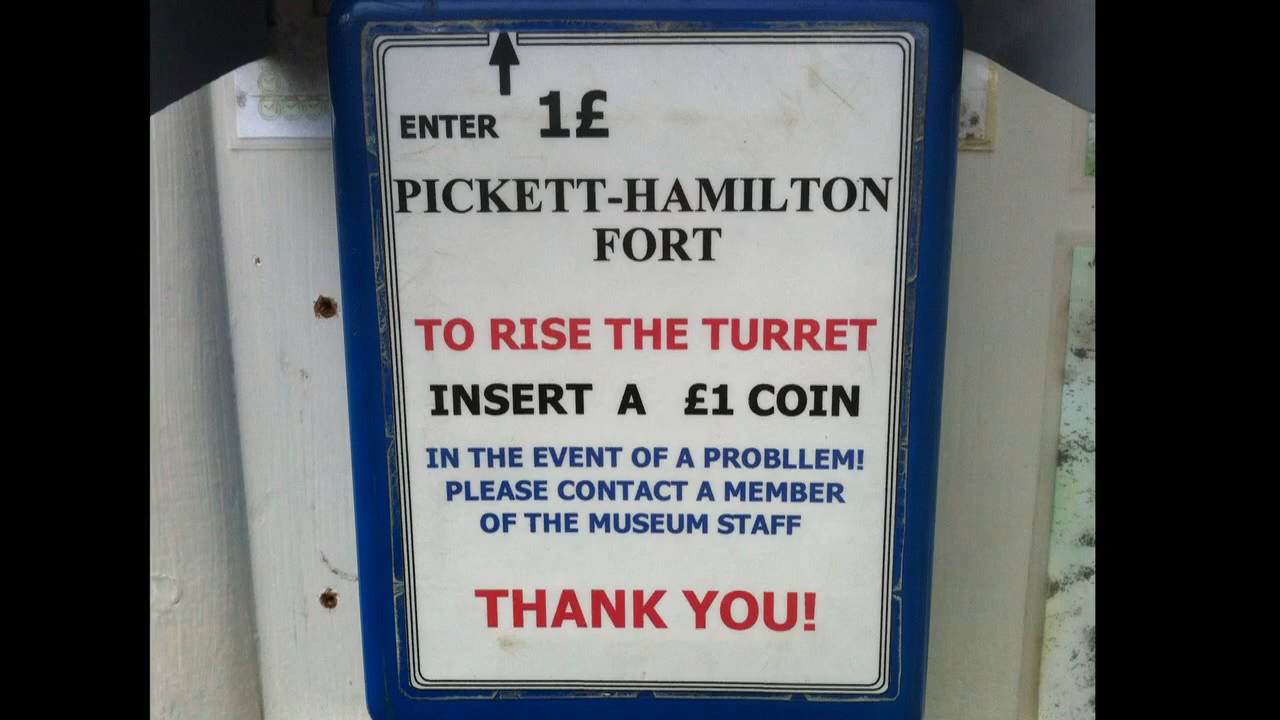 ENTER 1£
PICKETT-HAMILTON
FORT
TO RISE THE TURRET
INSERT A £1 COIN
IN THE EVENT OF A PROBLLEM!
PLEASE CONTACT A MEMBER
OF THE MUSEUM STAFF
THANK YOU!